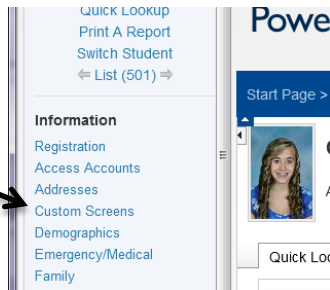 Quick Lookup
Print A Report
Switch Student
⇐ List (501) ⇒
Information
Registration
Access Accounts
Addresses
Custom Screens
Demographics
Emergency/Medical
Family
Powe
Start Page >
Quick Loo